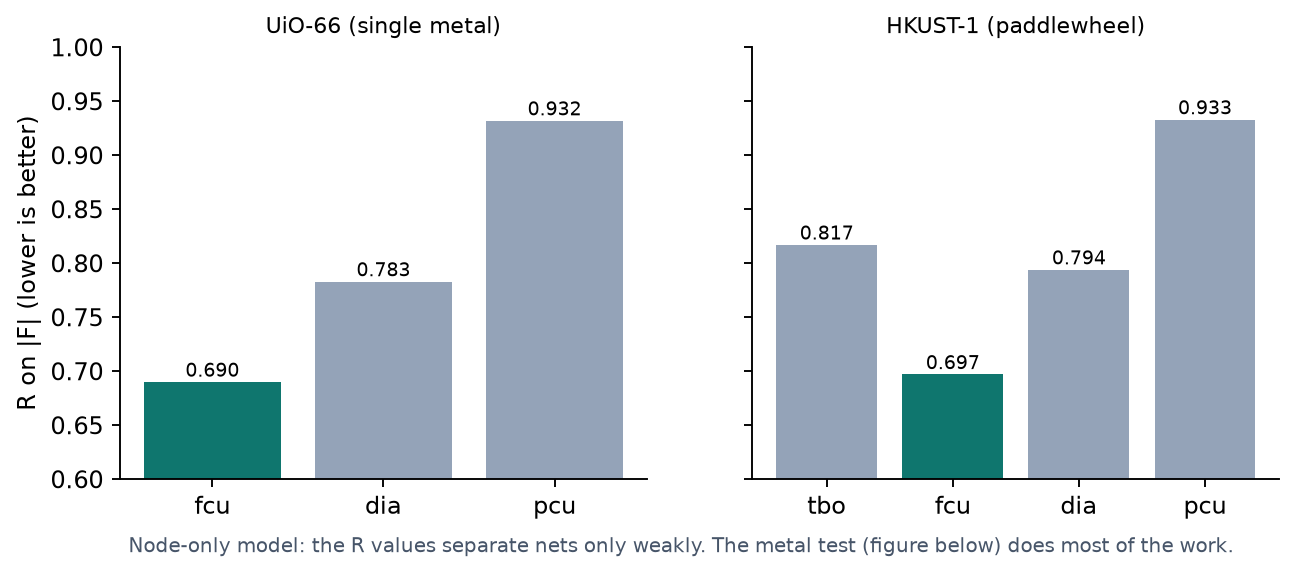 UiO-66 (single metal)
R on |F| (lower is better)
1.00
0.95
0.90
0.85
0.80
0.75
0.70
0.65
0.60
0.690
0.783
0.932
fcu
dia
pcu
HKUST-1 (paddlewheel)
0.817
0.697
0.794
0.933
tbo
fcu
dia
pcu
Node-only model: the R values separate nets only weakly. The metal test (figure below) does most of the work.